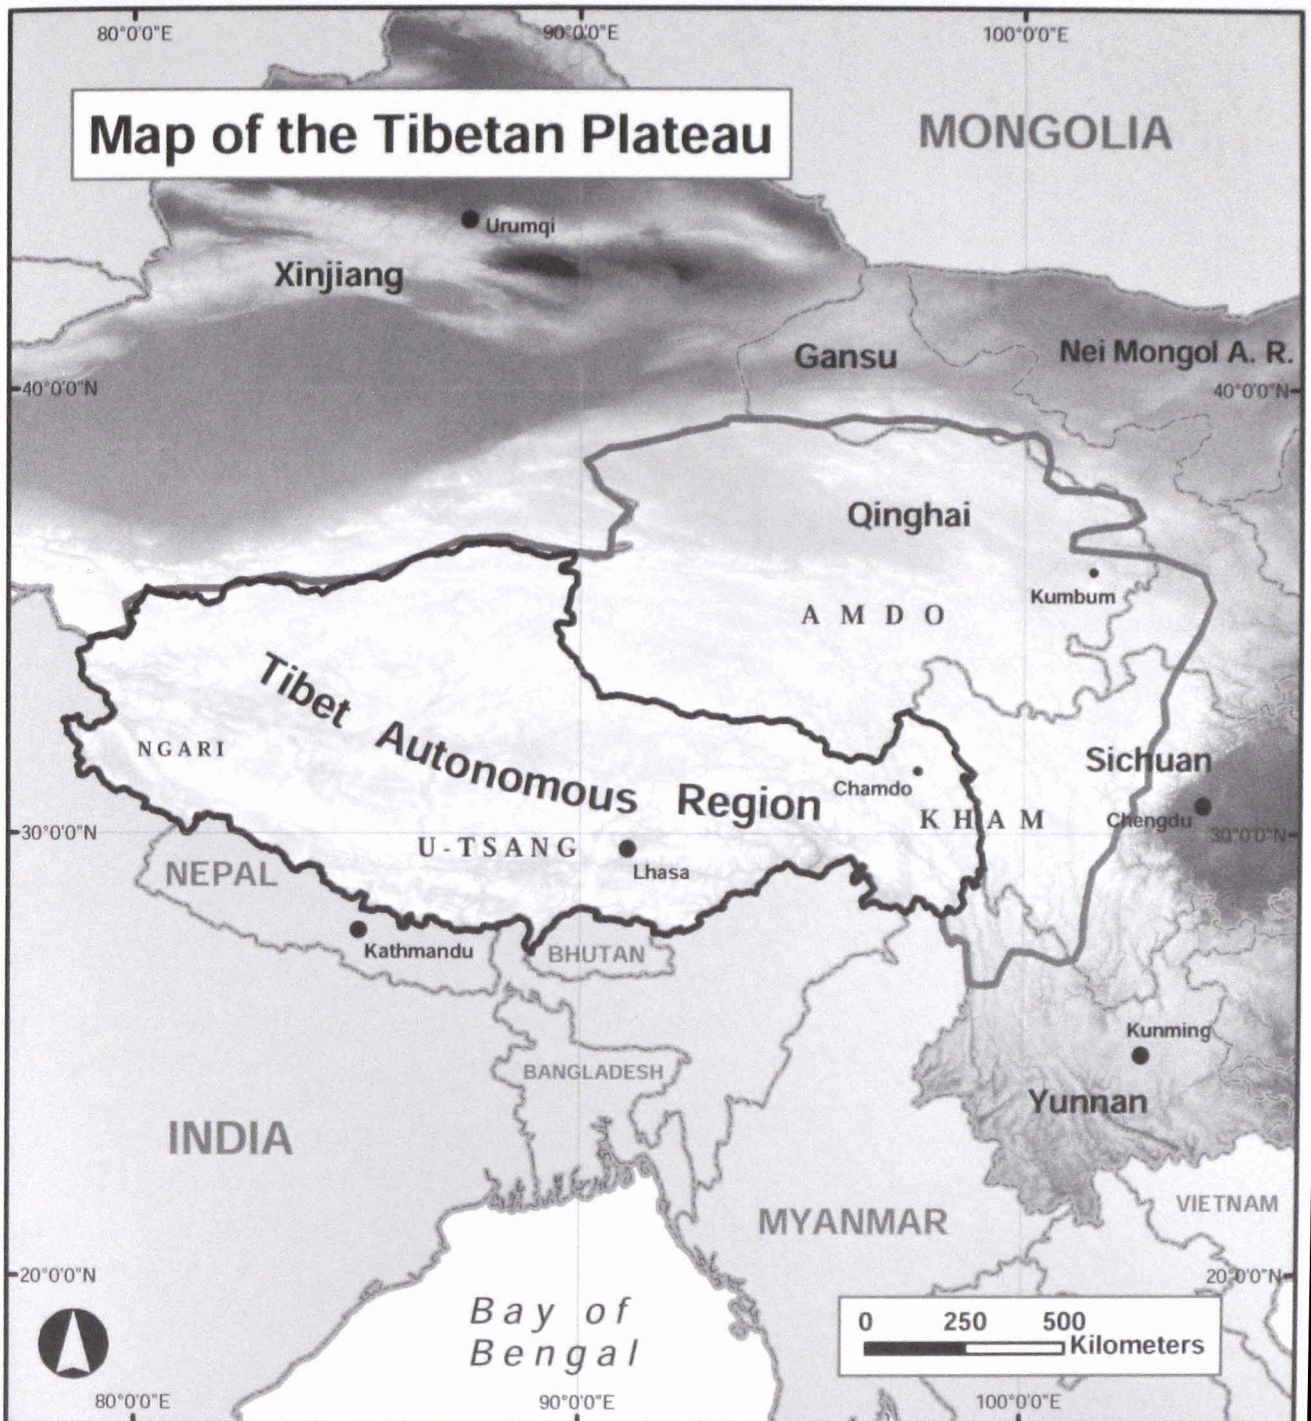 80°0'0"E
90°0'0"E
100°0'0"E
Map of the Tibetan Plateau
MONGOLIA
Urumqi
Xinjiang
Gansu
Nei Mongol A. R.
40°0'0"N
40°0'0"N
Qinghai
Kumbum
AMDO
Tibet Autonomous Region
NGARI
Sichuan
Chamdo
KHAM
Chengdu
30°0'0"N
30°0'0"N
U-TSANG
Lhasa
NEPAL
Kathmandu
BHUTAN
Kunming
BANGLADESH
Yunnan
INDIA
VIETNAM
MYANMAR
20°0'0"N
20°0'0"N
Bay of
Bengal
0 250 500
Kilometers
80°0'0"E
90°0'0"E
100°0'0"E